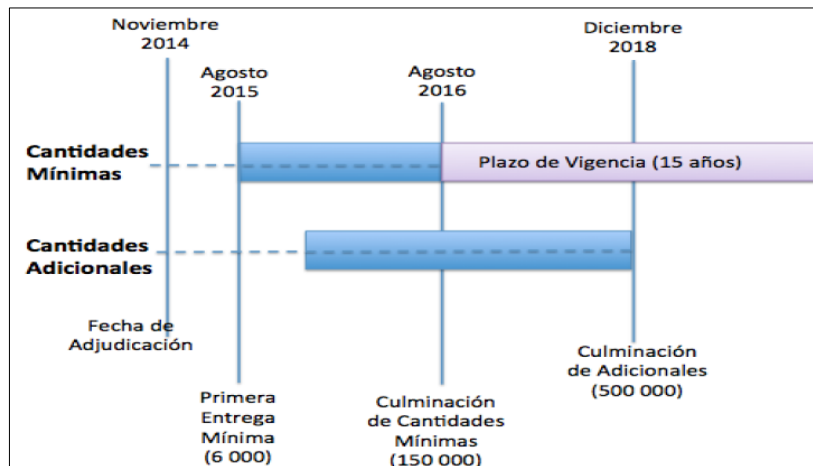 Noviembre
2014
Diciembre
2018
Agosto
2015
Agosto
2016
Cantidades
Mínimas
Plazo de Vigencia (15 años)
Cantidades
Adicionales
Fecha de
Adjudicación
Culminación
de Adicionales
(500 000)
Primera
Entrega
Mínima
(6 000)
Culminación
de Cantidades
Mínimas
(150 000)